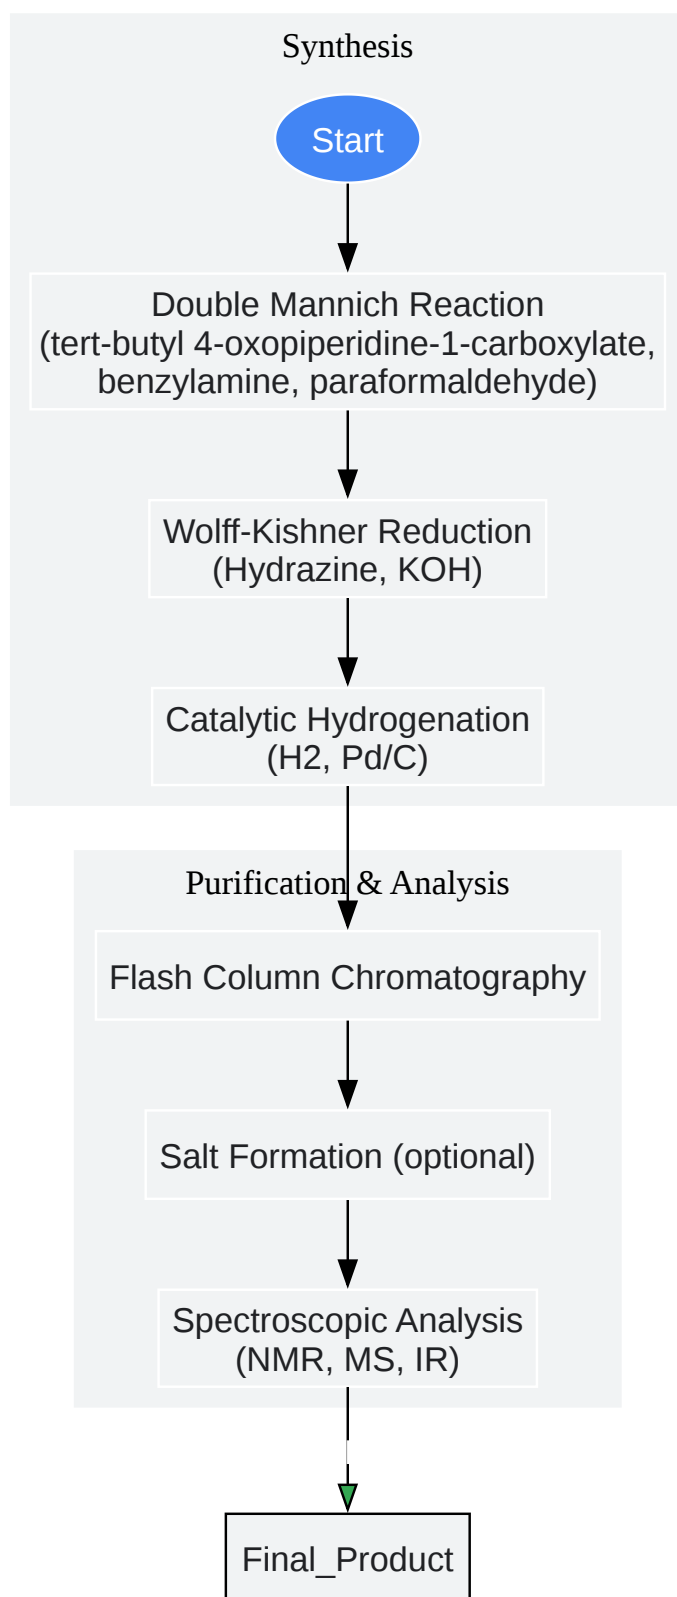 Synthesis
Start
Double Mannich Reaction
(tert-butyl 4-oxopiperidine-1-carboxylate,
benzylamine, paraformaldehyde)
Wolff-Kishner Reduction
(Hydrazine, KOH)
Catalytic Hydrogenation
(H2, Pd/C)
Purification & Analysis
Flash Column Chromatography
Salt Formation (optional)
Spectroscopic Analysis
(NMR, MS, IR)
Final_Product